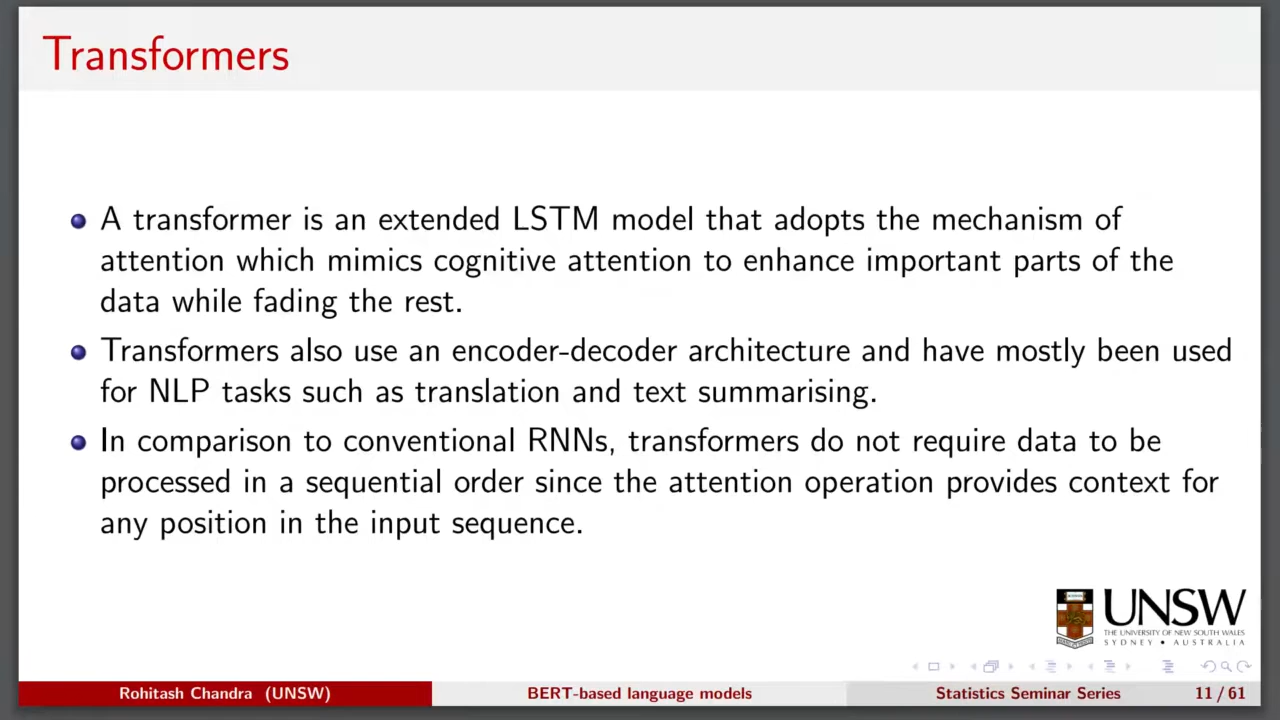 Transformers
A transformer is an extended LSTM model that adopts the mechanism of
attention which mimics cognitive attention to enhance important parts of the
data while fading the rest.
Transformers also use an encoder-decoder architecture and have mostly been used
for NLP tasks such as translation and text summarising.
In comparison to conventional RNNs, transformers do not require data to be
processed in a sequential order since the attention operation provides context for
any position in the input sequence.
UNSW
THE UNIVERSITY OF NEW SOUTH WALES
SYDNEY • AUSTRALIA
Rohitash Chandra (UNSW) BERT-based language models Statistics Seminar Series 11 / 61